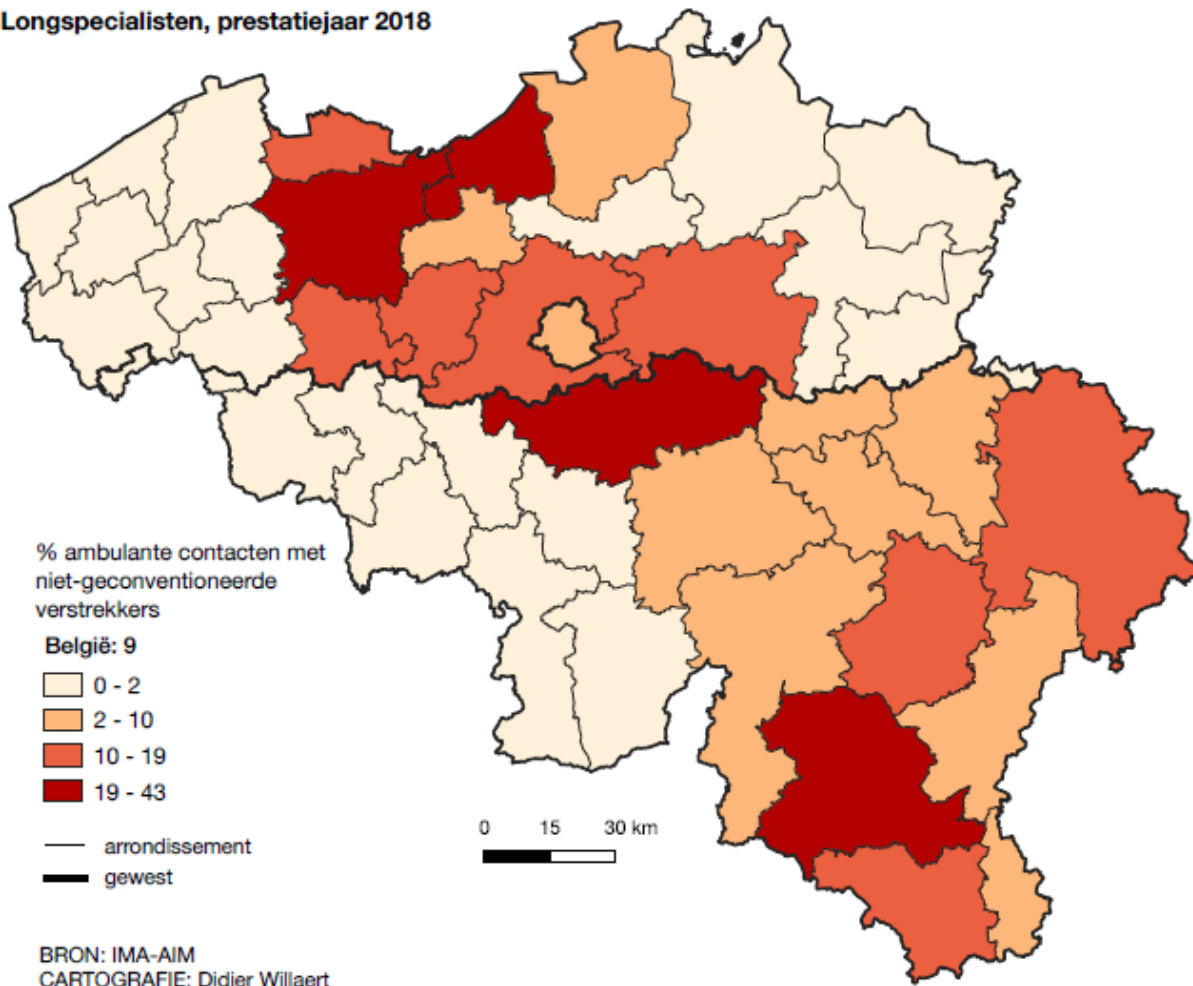 Longspecialisten, prestatiejaar 2018
% ambulante contacten met
niet-geconventioneerde
verstrekkers
België: 9
0 - 2
2 - 10
10 - 19
19 - 43
0 15 30 km
arrondissement
gewest
BRON: IMA-AIM
CARTOGRAFIE: Didier Willaert